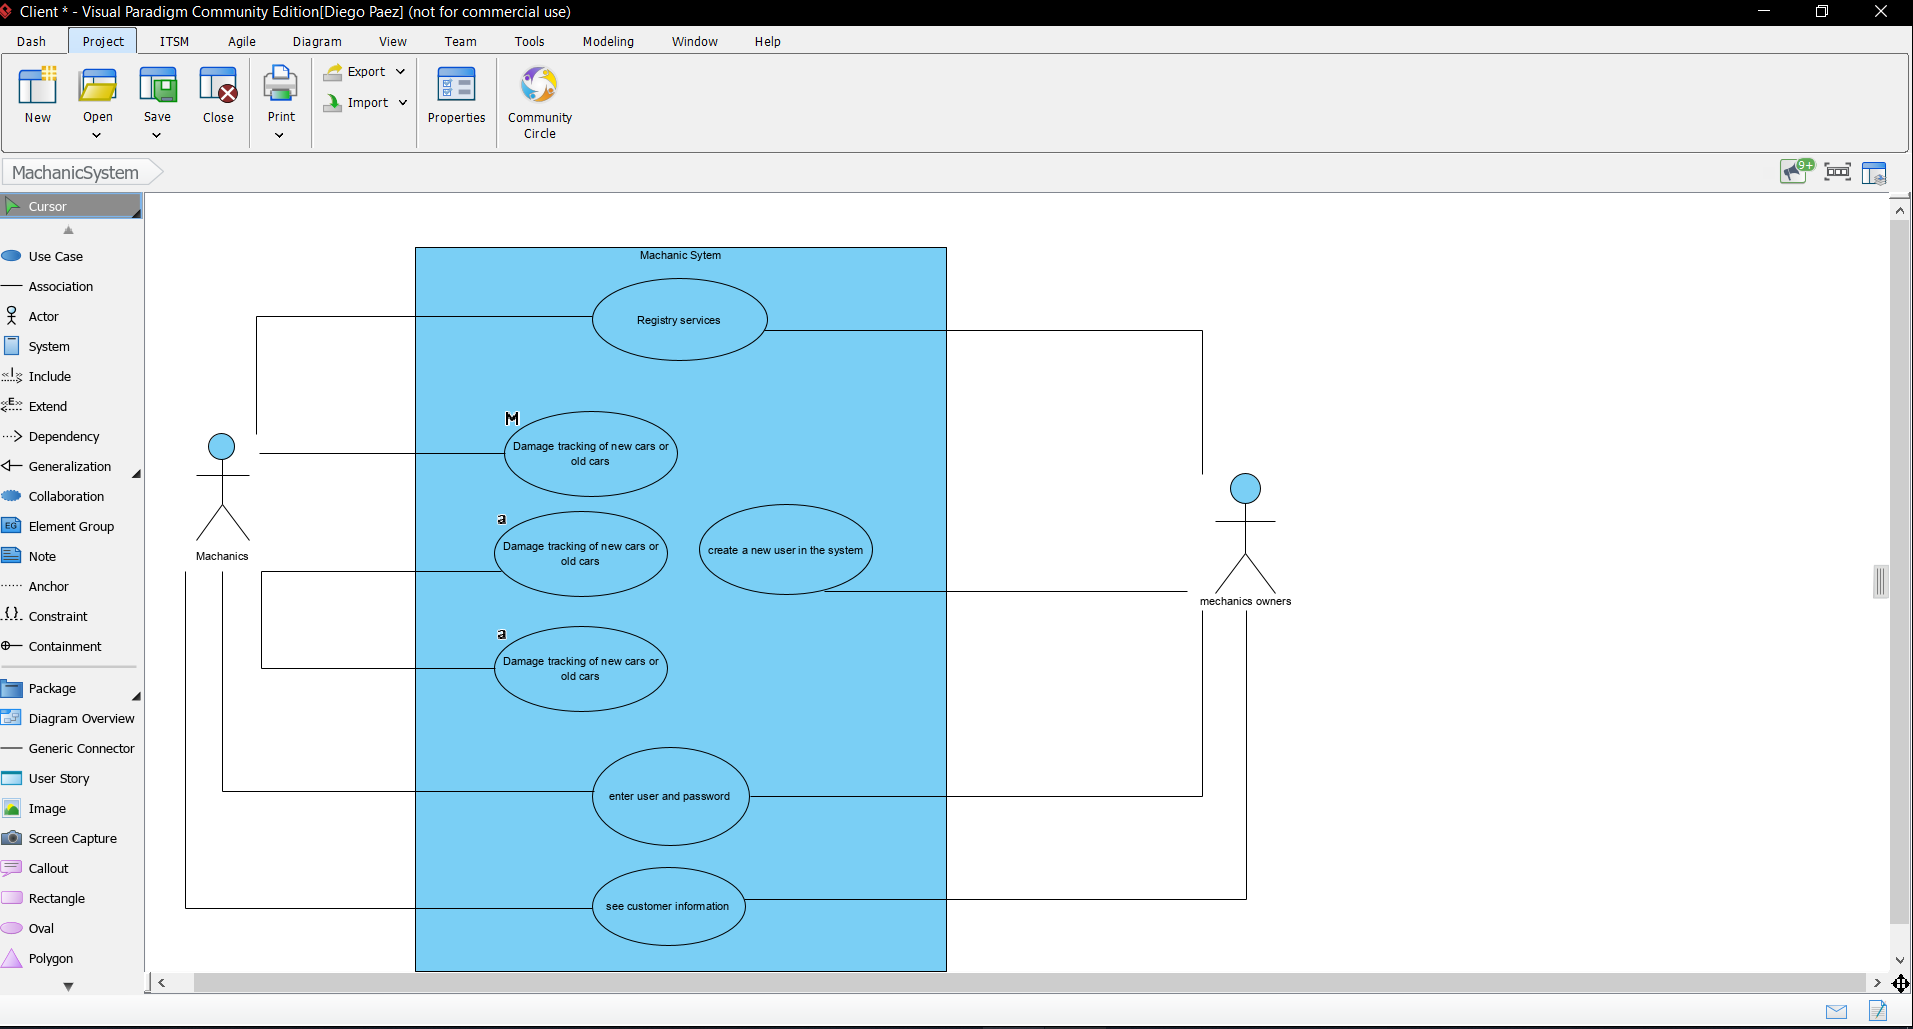 Client * - Visual Paradigm Community Edition[Diego Paez] (not for commercial use)
Dash Project ITSM Agile Diagram View Team Tools Modeling Window Help
New Open Save Close Print Export Import Properties Community Circle
MachanicSystem
9+
Cursor
Use Case
Association
Actor
System
Include
Extend
Dependency
Generalization
Collaboration
Element Group
Note
Anchor
Constraint
Containment
Package
Diagram Overview
Generic Connector
User Story
Image
Screen Capture
Callout
Rectangle
Oval
Polygon
Machanic Sytem
Registry services
M
Damage tracking of new cars or
old cars
a
Damage tracking of new cars or
old cars
create a new user in the system
Machanics
mechanics owners
a
Damage tracking of new cars or
old cars
enter user and password
see customer information